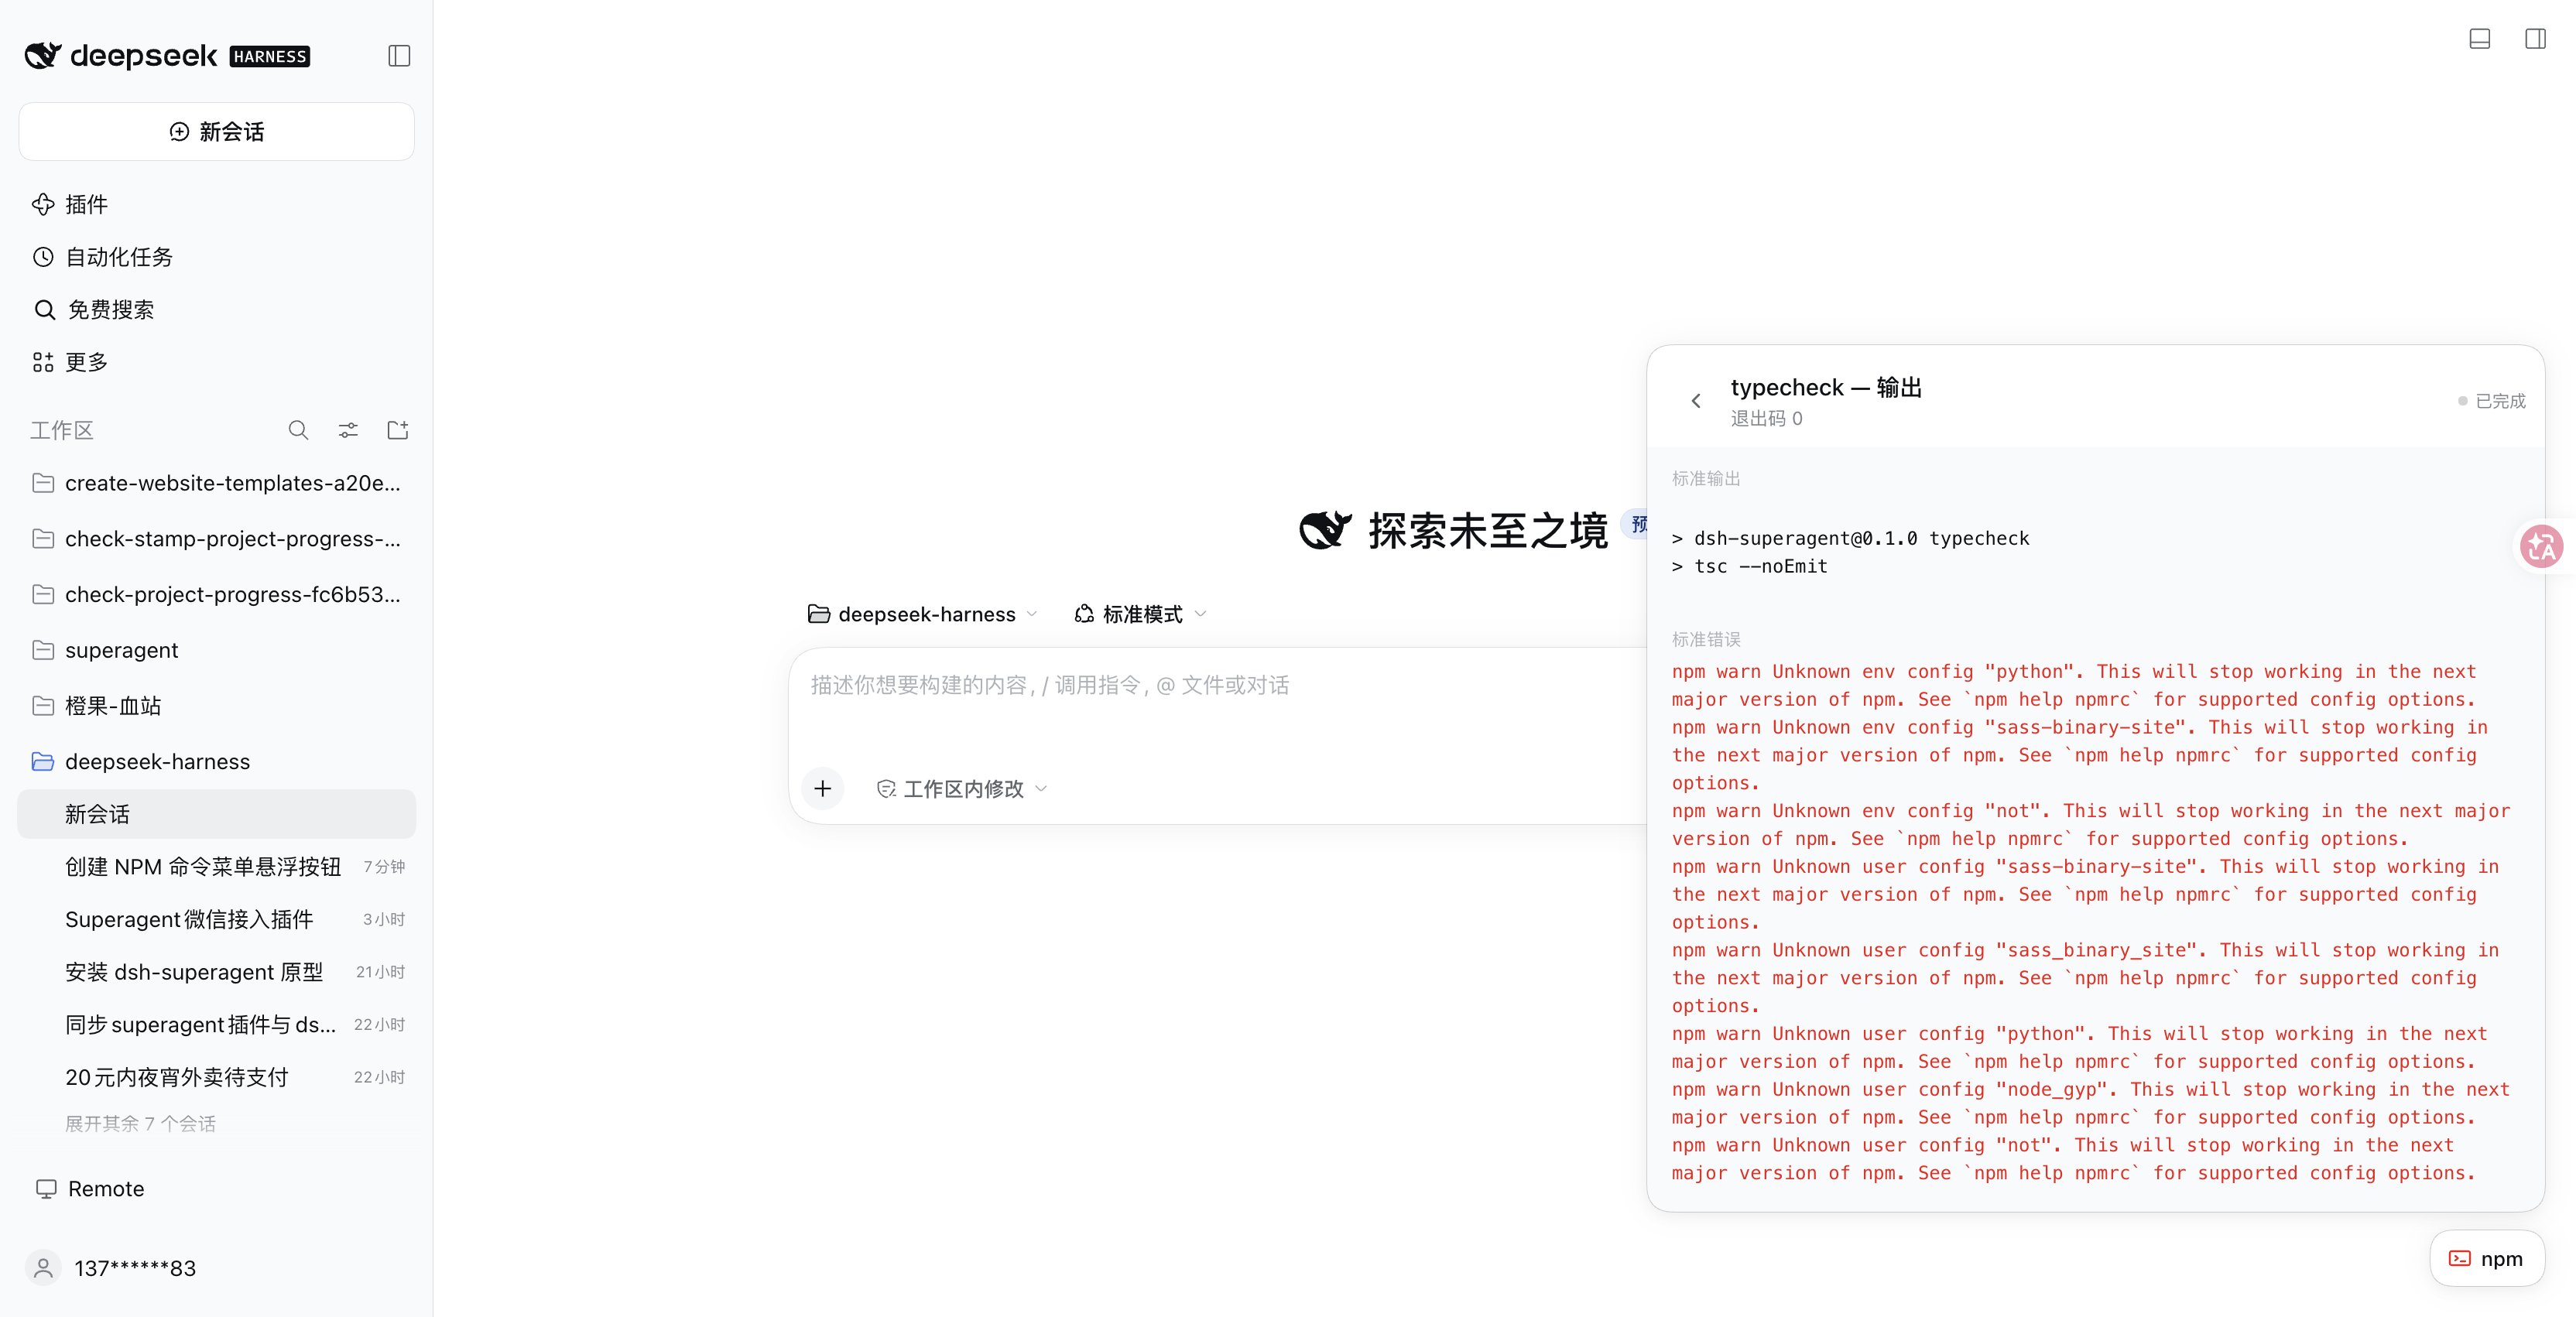 deepseek HARNESS
新会话
插件
自动化任务
免费搜索
更多
工作区
create-website-templates-a20e...
check-stamp-project-progress-...
check-project-progress-fc6b53...
superagent
橙果-血站
deepseek-harness
新会话
创建 NPM 命令菜单悬浮按钮 7分钟
Superagent微信接入插件 3小时
安装 dsh-superagent 原型 21小时
同步superagent插件与ds... 22小时
20元内夜宵外卖待支付 22小时
展开其余 7 个会话
Remote
137******83
探索未至之境 预
deepseek-harness 标准模式
描述你想要构建的内容, / 调用指令, @ 文件或对话
工作区内修改
typecheck — 输出
退出码 0
已完成
标准输出
> dsh-superagent@0.1.0 typecheck
> tsc --noEmit
标准错误
npm warn Unknown env config "python". This will stop working in the next
major version of npm. See `npm help npmrc` for supported config options.
npm warn Unknown env config "sass-binary-site". This will stop working in
the next major version of npm. See `npm help npmrc` for supported config
options.
npm warn Unknown env config "not". This will stop working in the next major
version of npm. See `npm help npmrc` for supported config options.
npm warn Unknown user config "sass-binary-site". This will stop working in
the next major version of npm. See `npm help npmrc` for supported config
options.
npm warn Unknown user config "sass_binary_site". This will stop working in
the next major version of npm. See `npm help npmrc` for supported config
options.
npm warn Unknown user config "python". This will stop working in the next
major version of npm. See `npm help npmrc` for supported config options.
npm warn Unknown user config "node_gyp". This will stop working in the next
major version of npm. See `npm help npmrc` for supported config options.
npm warn Unknown user config "not". This will stop working in the next
major version of npm. See `npm help npmrc` for supported config options.
npm